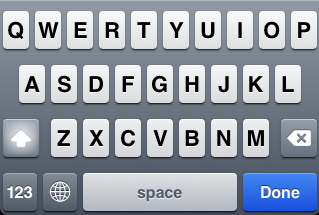 Q W E R T Y U I O P
A S D F G H J K L
Z X C V B N M
123 space Done